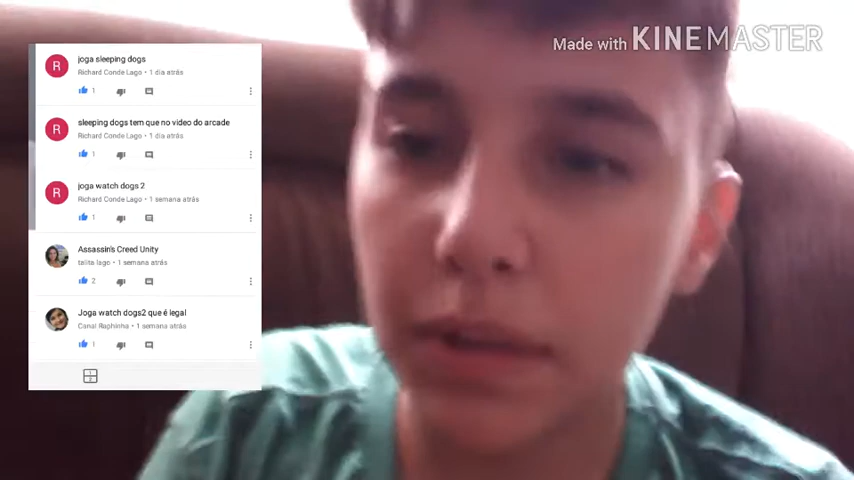 Made with KINEMASTER
R
joga sleeping dogs
Richard Conde Lago • 1 dia atrás
1
R
sleeping dogs tem que no video do arcade
Richard Conde Lago • 1 dia atrás
1
R
joga watch dogs 2
Richard Conde Lago • 1 semana atrás
1
Assassin's Creed Unity
talita lago • 1 semana atrás
2
Joga watch dogs2 que é legal
Canal Raphinha • 1 semana atrás
1